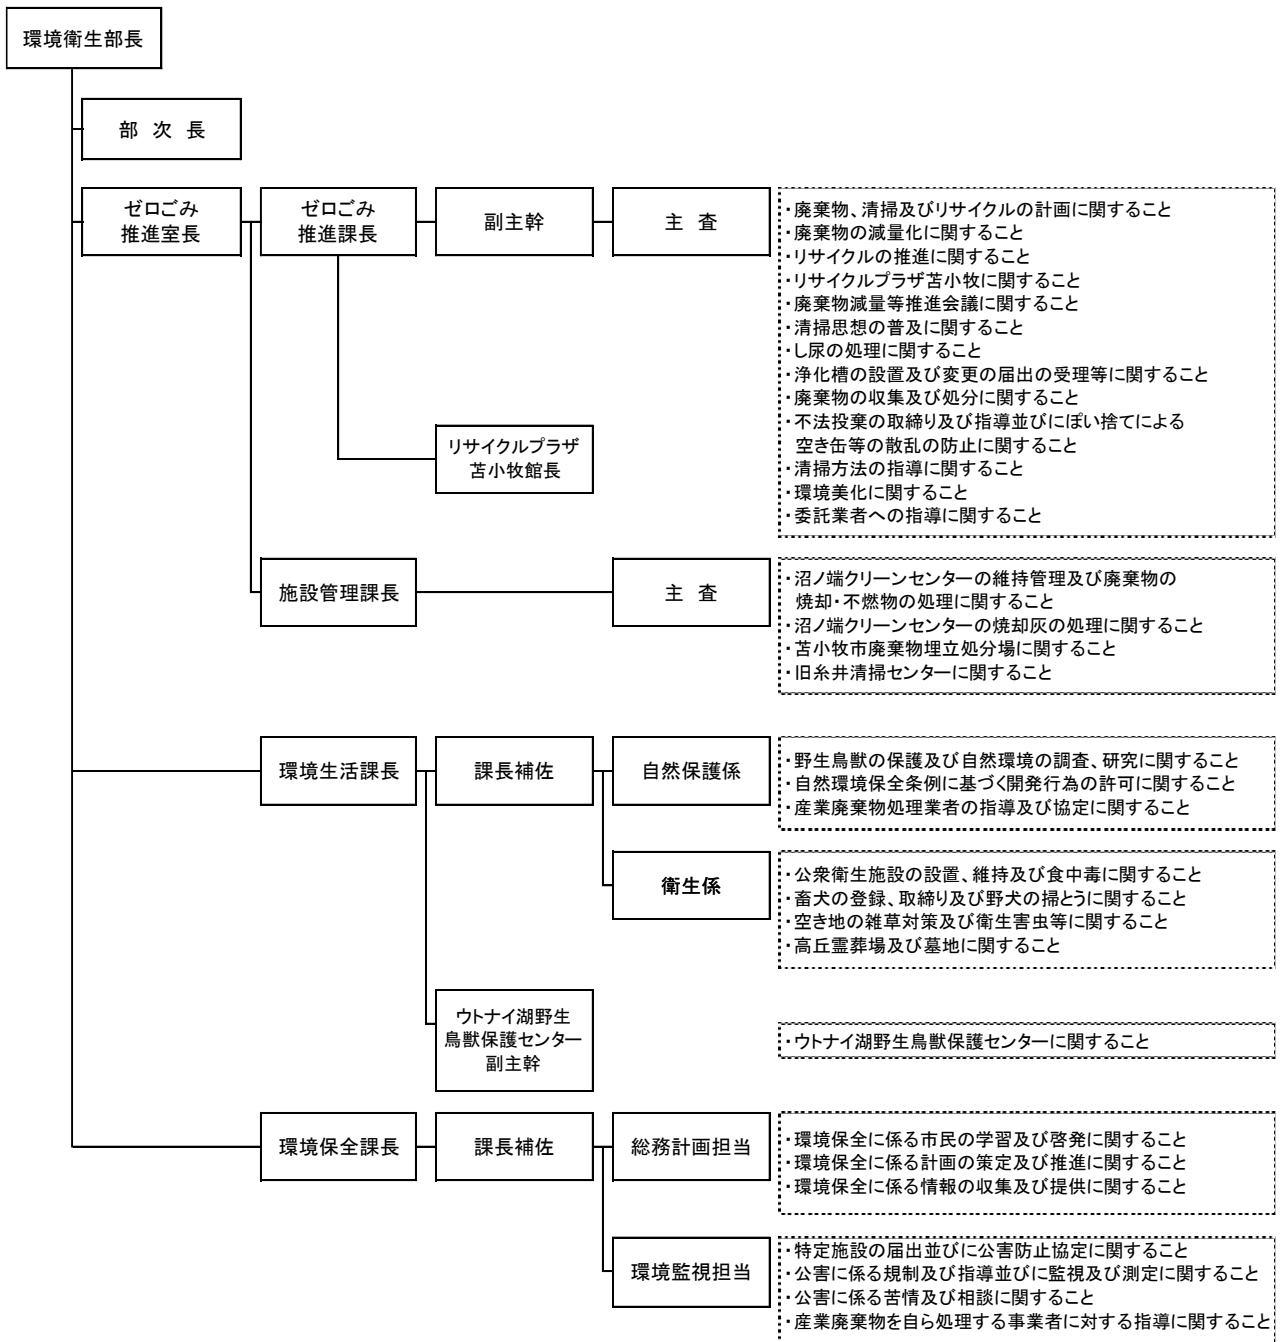 環境衛生部長
部 次 長
ゼロごみ
推進室長
ゼロごみ
推進課長
副主幹
主 査
・廃棄物、清掃及びリサイクルの計画に関すること
・廃棄物の減量化に関すること
・リサイクルの推進に関すること
・リサイクルプラザ苫小牧に関すること
・廃棄物減量等推進会議に関すること
・清掃思想の普及に関すること
・し尿の処理に関すること
・浄化槽の設置及び変更の届出の受理等に関すること
・廃棄物の収集及び処分に関すること
・不法投棄の取締り及び指導並びにぽい捨てによる
空き缶等の散乱の防止に関すること
・清掃方法の指導に関すること
・環境美化に関すること
・委託業者への指導に関すること
リサイクルプラザ
苫小牧館長
施設管理課長
主 査
・沼ノ端クリーンセンターの維持管理及び廃棄物の
焼却・不燃物の処理に関すること
・沼ノ端クリーンセンターの焼却灰の処理に関すること
・苫小牧市廃棄物埋立処分場に関すること
・旧糸井清掃センターに関すること
環境生活課長
課長補佐
自然保護係
・野生鳥獣の保護及び自然環境の調査、研究に関すること
・自然環境保全条例に基づく開発行為の許可に関すること
・産業廃棄物処理業者の指導及び協定に関すること
衛生係
・公衆衛生施設の設置、維持及び食中毒に関すること
・畜犬の登録、取締り及び野犬の掃とうに関すること
・空き地の雑草対策及び衛生害虫等に関すること
・高丘霊葬場及び墓地に関すること
ウトナイ湖野生
鳥獣保護センター
副主幹
・ウトナイ湖野生鳥獣保護センターに関すること
環境保全課長
課長補佐
総務計画担当
・環境保全に係る市民の学習及び啓発に関すること
・環境保全に係る計画の策定及び推進に関すること
・環境保全に係る情報の収集及び提供に関すること
環境監視担当
・特定施設の届出並びに公害防止協定に関すること
・公害に係る規制及び指導並びに監視及び測定に関すること
・公害に係る苦情及び相談に関すること
・産業廃棄物を自ら処理する事業者に対する指導に関すること